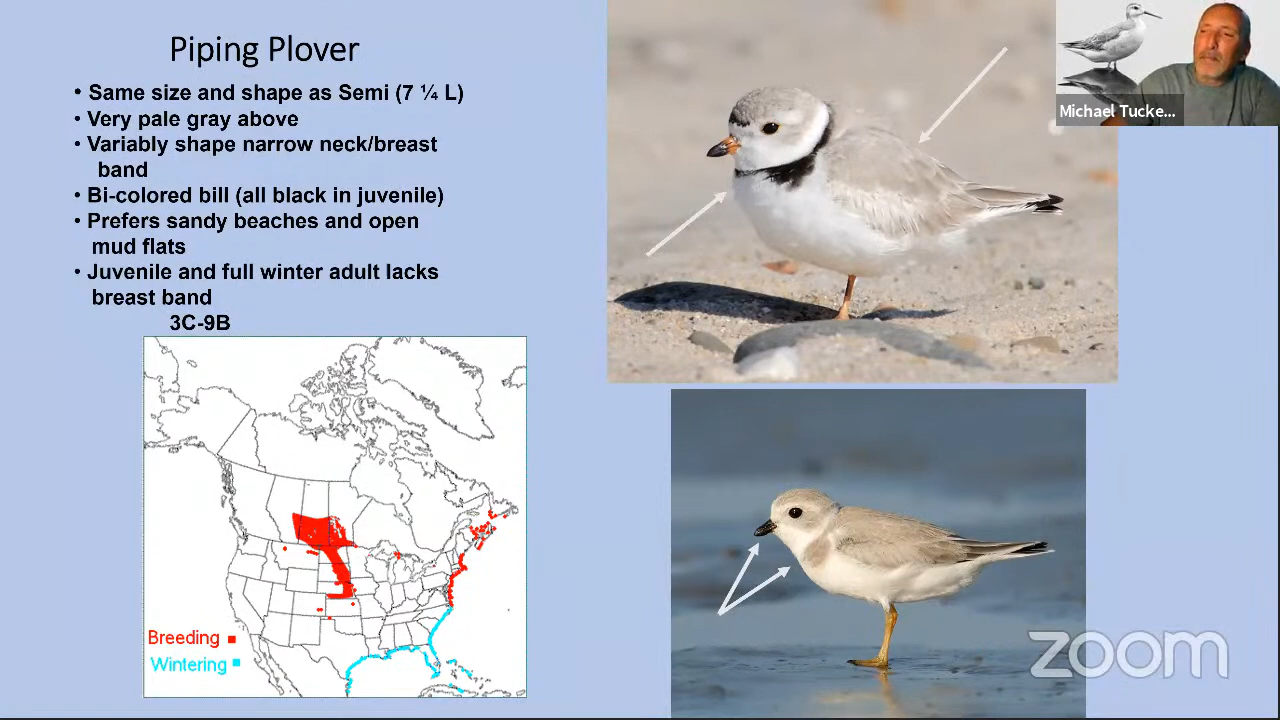 Piping Plover
• Same size and shape as Semi (7 ¼ L)
• Very pale gray above
• Variably shape narrow neck/breast
band
• Bi-colored bill (all black in juvenile)
• Prefers sandy beaches and open
mud flats
• Juvenile and full winter adult lacks
breast band
3C-9B
Breeding
Wintering
Michael Tucke...
zoom